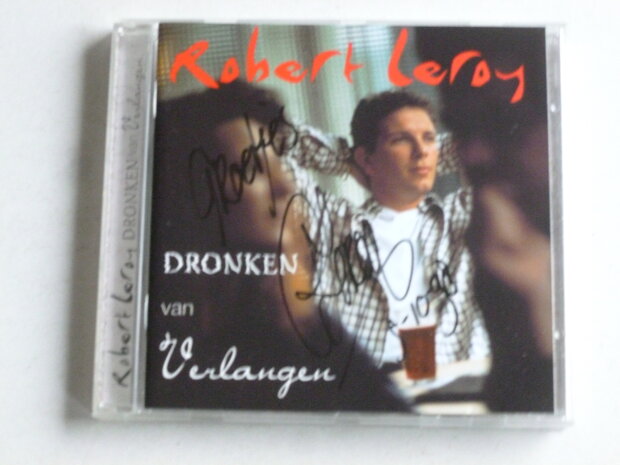 Robert Leroy
Groetjes
DRONKEN
van
Verlangen
Robert Leroy DRONKEN van Verlangen